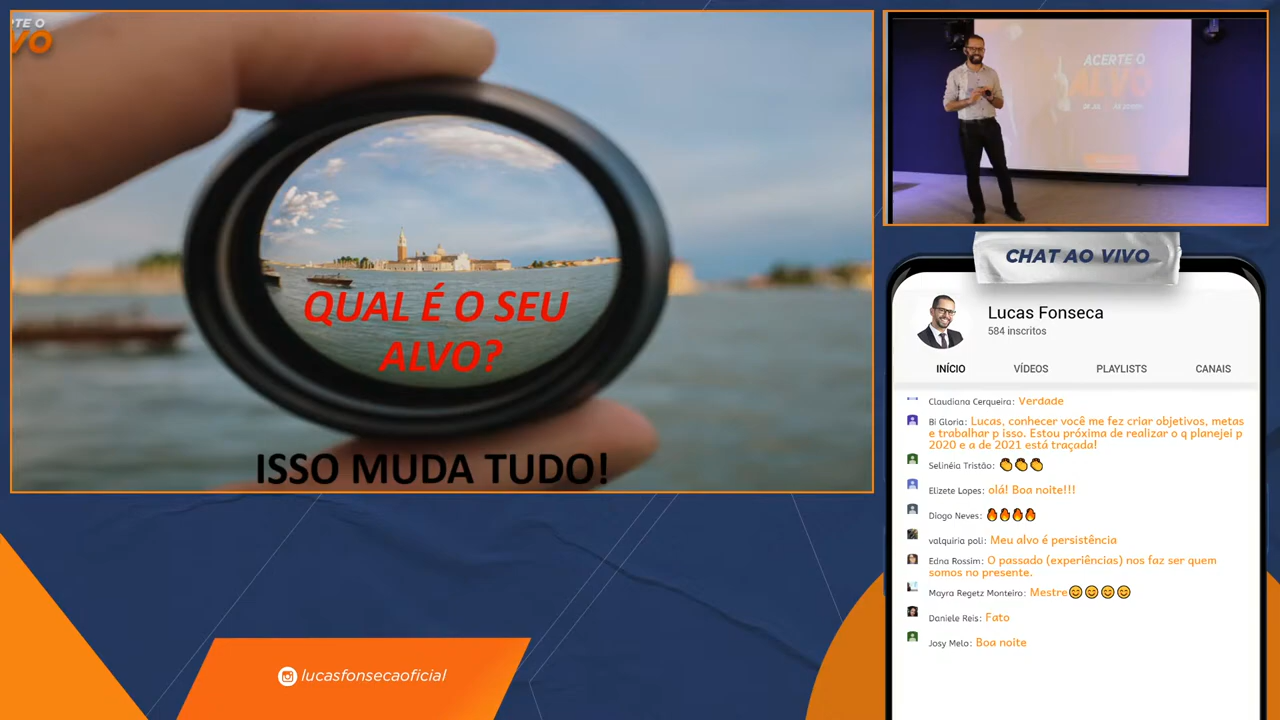 TE O
VO
QUAL É O SEU
ALVO?
ISSO MUDA TUDO!
lucasfonsecaoficial
ACERTE O
ALVO
CHAT AO VIVO
Lucas Fonseca
584 inscritos
INÍCIO VÍDEOS PLAYLISTS CANAIS
Claudiana Cerqueira: Verdade
Bi Gloria: Lucas, conhecer você me fez criar objetivos, metas
e trabalhar p isso. Estou próxima de realizar o q planejei p
2020 e a de 2021 está traçada!
Selinéia Tristão: 👏👏👏
Elizete Lopes: olá! Boa noite!!!
Diogo Neves: 🔥🔥🔥🔥
valquiria poli: Meu alvo é persistência
Edna Rossim: O passado (experiências) nos faz ser quem
somos no presente.
Mayra Regetz Monteiro: Mestre😊😊😊😊
Daniele Reis: Fato
Josy Melo: Boa noite